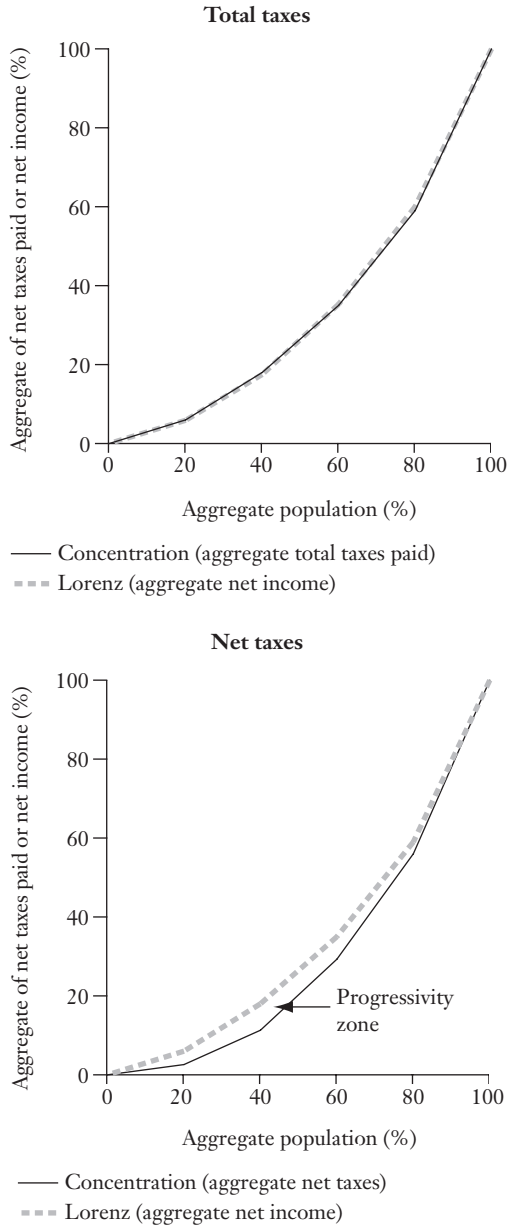 Total taxes
Aggregate of net taxes paid or net income (%)
100
80
60
40
20
0
0 20 40 60 80 100
Aggregate population (%)
Concentration (aggregate total taxes paid)
Lorenz (aggregate net income)
Net taxes
Aggregate of net taxes paid or net income (%)
100
80
60
40
20
0
Progressivity
zone
0 20 40 60 80 100
Aggregate population (%)
Concentration (aggregate net taxes)
Lorenz (aggregate net income)